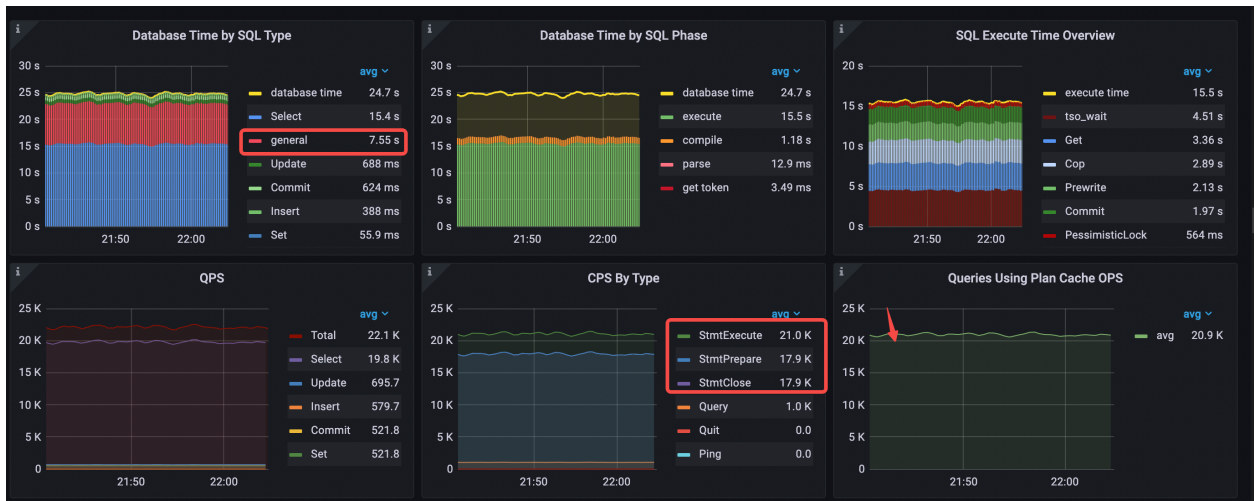 i
Database Time by SQL Type
30 s
25 s
20 s
15 s
10 s
5 s
0 s
21:50 22:00
avg
database time 24.7 s
Select 15.4 s
general 7.55 s
Update 688 ms
Commit 624 ms
Insert 388 ms
Set 55.9 ms
i
Database Time by SQL Phase
30 s
25 s
20 s
15 s
10 s
5 s
0 s
21:50 22:00
avg
database time 24.7 s
execute 15.5 s
compile 1.18 s
parse 12.9 ms
get token 3.49 ms
i
SQL Execute Time Overview
20 s
15 s
10 s
5 s
0 s
21:50 22:00
avg
execute time 15.5 s
tso_wait 4.51 s
Get 3.36 s
Cop 2.89 s
Prewrite 2.13 s
Commit 1.97 s
PessimisticLock 564 ms
i
QPS
25 K
20 K
15 K
10 K
5 K
0
21:50 22:00
avg
Total 22.1 K
Select 19.8 K
Update 695.7
Insert 579.7
Commit 521.8
Set 521.8
i
CPS By Type
25 K
20 K
15 K
10 K
5 K
0
21:50 22:00
avg
StmtExecute 21.0 K
StmtPrepare 17.9 K
StmtClose 17.9 K
Query 1.0 K
Quit 0.0
Ping 0.0
i
Queries Using Plan Cache OPS
25 K
20 K
15 K
10 K
5 K
0
21:50 22:00
avg
avg 20.9 K